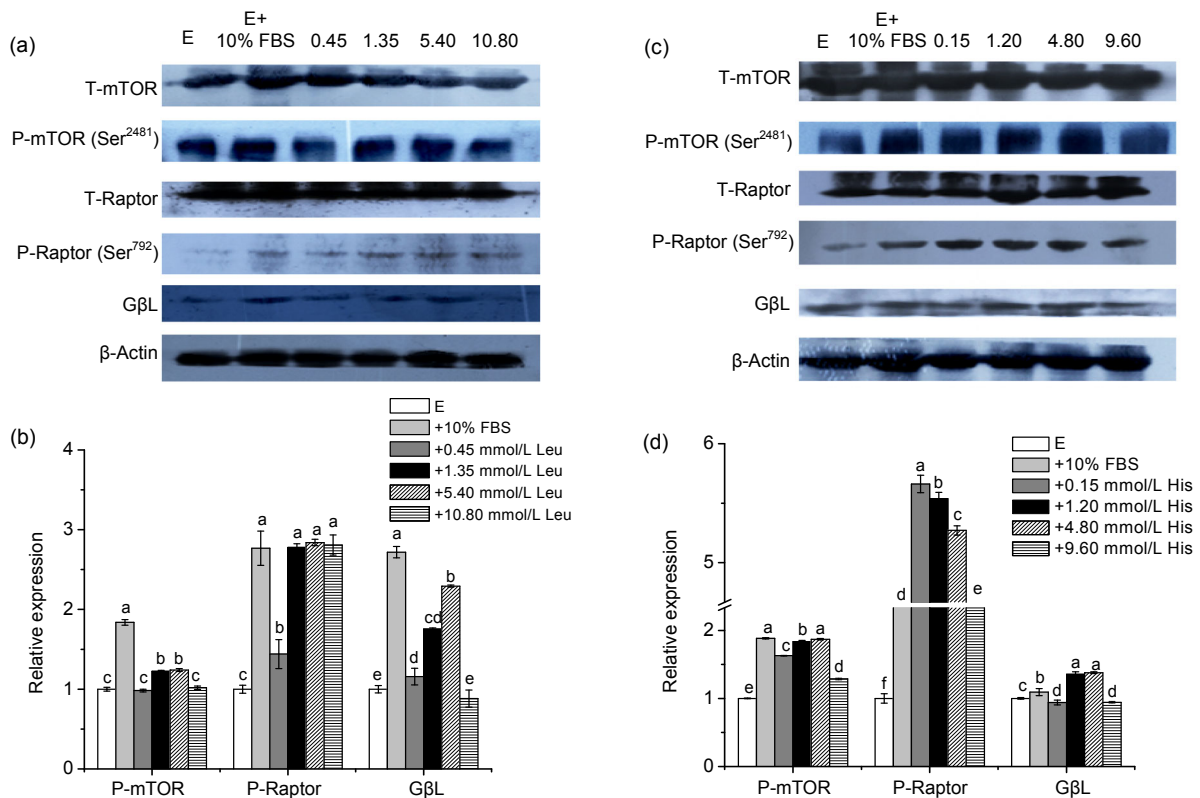 (a)
E
E+
10% FBS
0.45
1.35
5.40
10.80
T-mTOR
P-mTOR (Ser2481)
T-Raptor
P-Raptor (Ser792)
GβL
β-Actin
(c)
E
E+
10% FBS
0.15
1.20
4.80
9.60
T-mTOR
P-mTOR (Ser2481)
T-Raptor
P-Raptor (Ser792)
GβL
β-Actin
(b)
E
+10% FBS
+0.45 mmol/L Leu
+1.35 mmol/L Leu
+5.40 mmol/L Leu
+10.80 mmol/L Leu
Relative expression
4
3
2
1
0
c a c b b c
c a b a a a
e a d cd b e
P-mTOR P-Raptor GβL
(d)
E
+10% FBS
+0.15 mmol/L His
+1.20 mmol/L His
+4.80 mmol/L His
+9.60 mmol/L His
Relative expression
6
5
2
1
0
e a c b a d
f d a b c e
c b d a a d
P-mTOR P-Raptor GβL